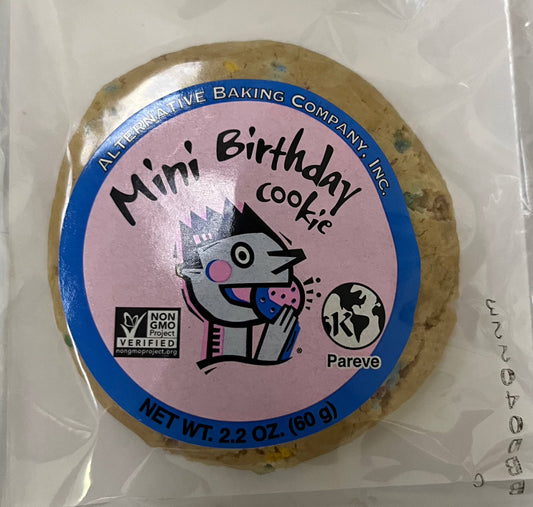 ALTERNATIVE BAKING COMPANY, INC.
Mini Birthday
cookie
NON
GMO
Project
VERIFIED
nongmoproject.org
K
Pareve
®
NET WT. 2.2 OZ. (60 g)